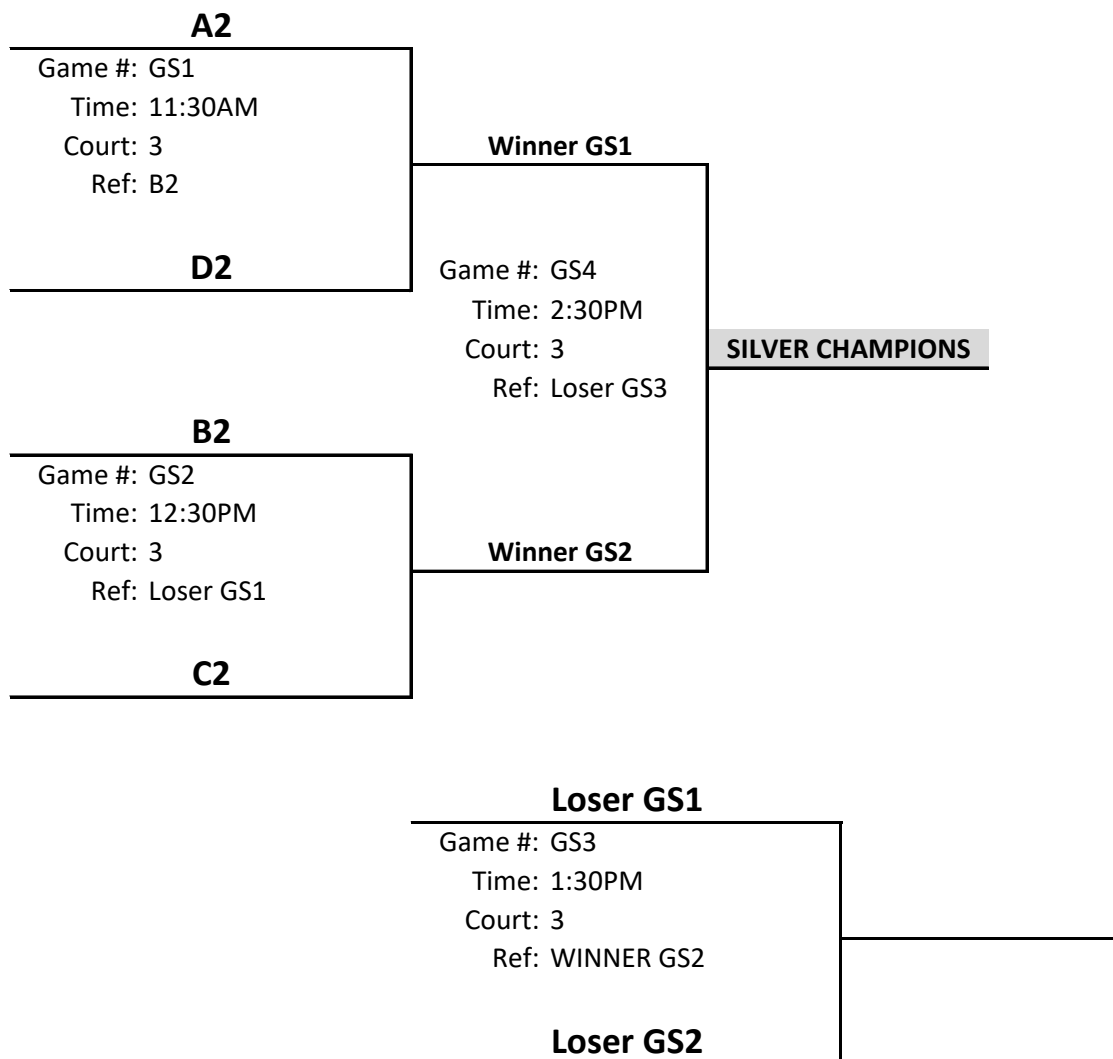 A2
Game #: GS1
Time: 11:30AM
Court: 3
Ref: B2
D2
Winner GS1
Game #: GS4
Time: 2:30PM
Court: 3
Ref: Loser GS3
SILVER CHAMPIONS
B2
Game #: GS2
Time: 12:30PM
Court: 3
Ref: Loser GS1
C2
Winner GS2
Loser GS1
Game #: GS3
Time: 1:30PM
Court: 3
Ref: WINNER GS2
Loser GS2